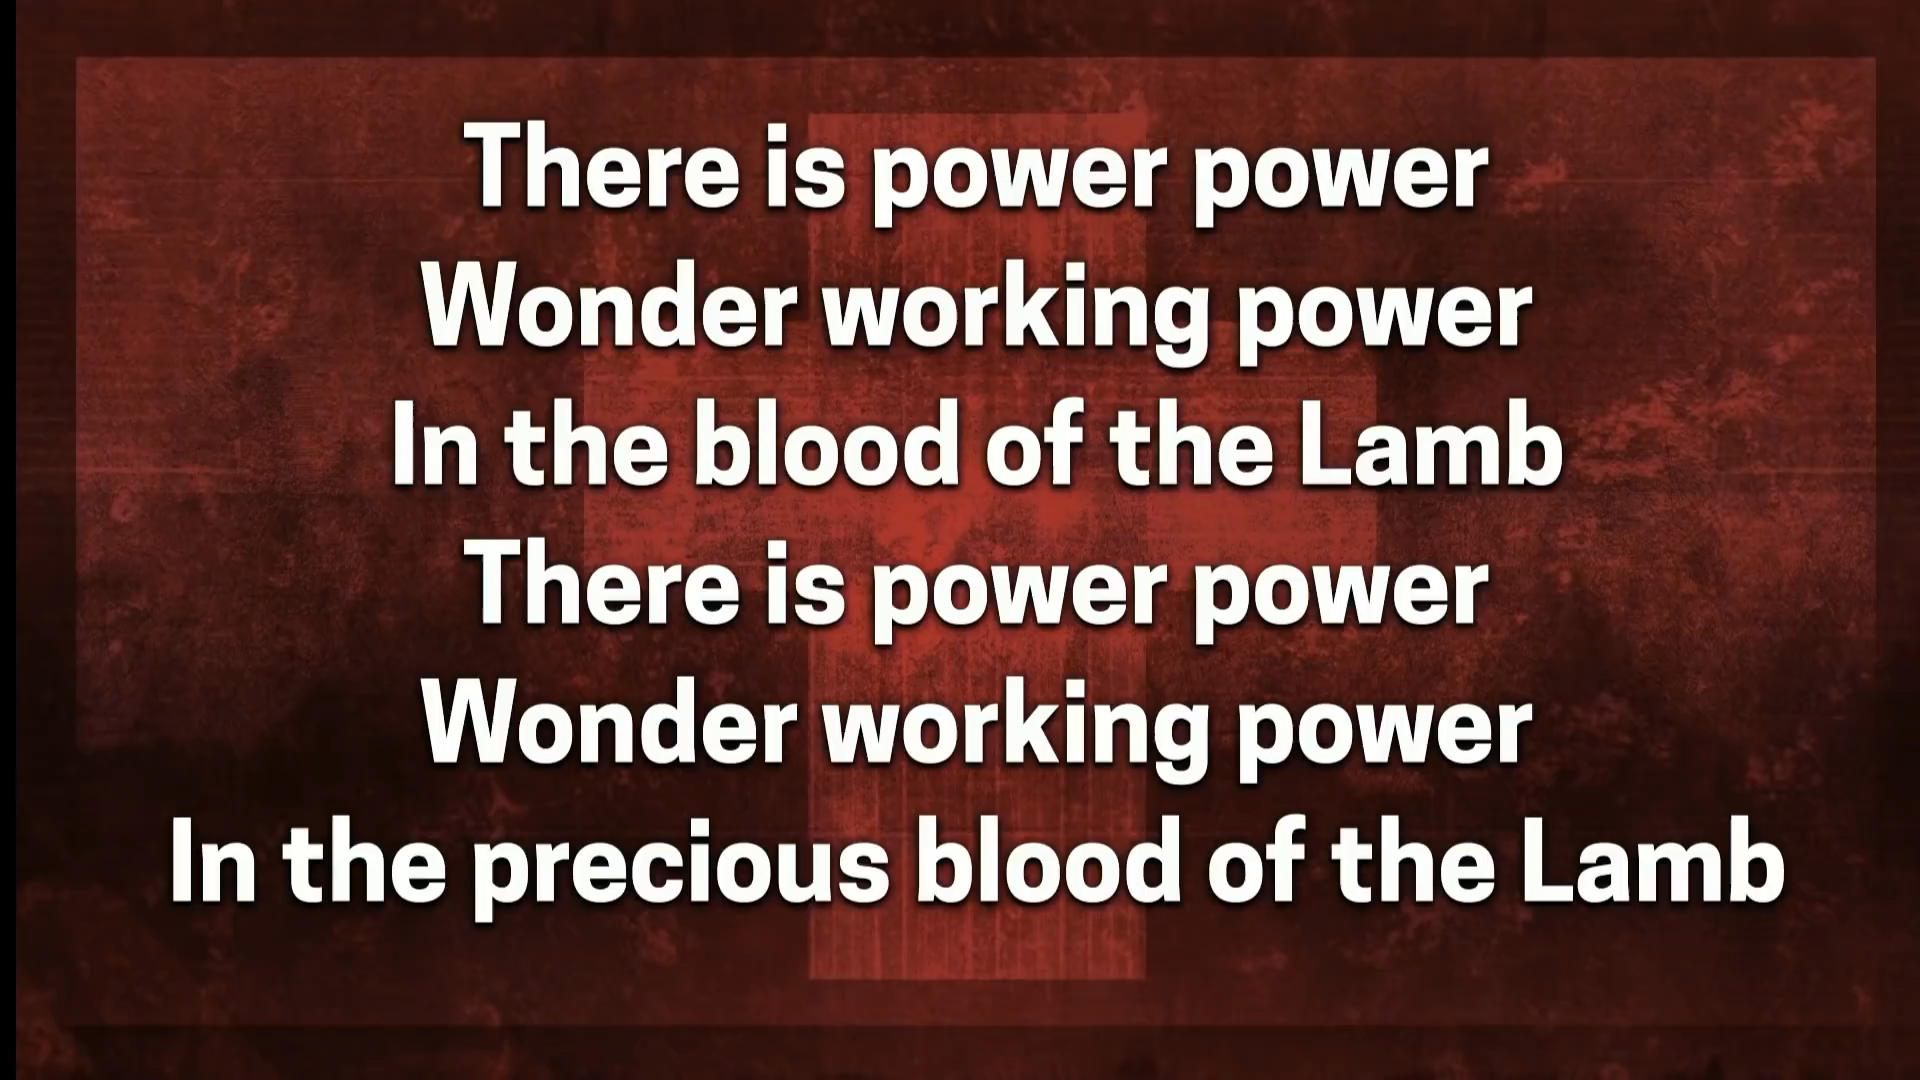 There is power power
Wonder working power
In the blood of the Lamb
There is power power
Wonder working power
In the precious blood of the Lamb